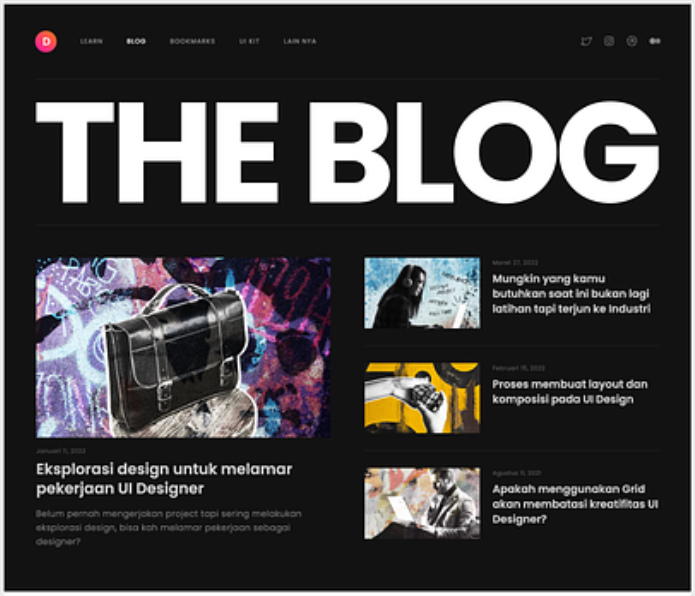 D LEARN BLOG BOOKMARKS UI KIT LAIN NYA
THE BLOG
Januari 11, 2022
Eksplorasi design untuk melamar
pekerjaan UI Designer
Belum pernah mengerjakan project tapi sering melakukan
eksplorasi design, bisa kah melamar pekerjaan sebagai
designer?
Maret 27, 2022
Mungkin yang kamu
butuhkan saat ini bukan lagi
latihan tapi terjun ke Industri
Februari 15, 2022
Proses membuat layout dan
komposisi pada UI Design
Agustus 11, 2021
Apakah menggunakan Grid
akan membatasi kreatifitas UI
Designer?